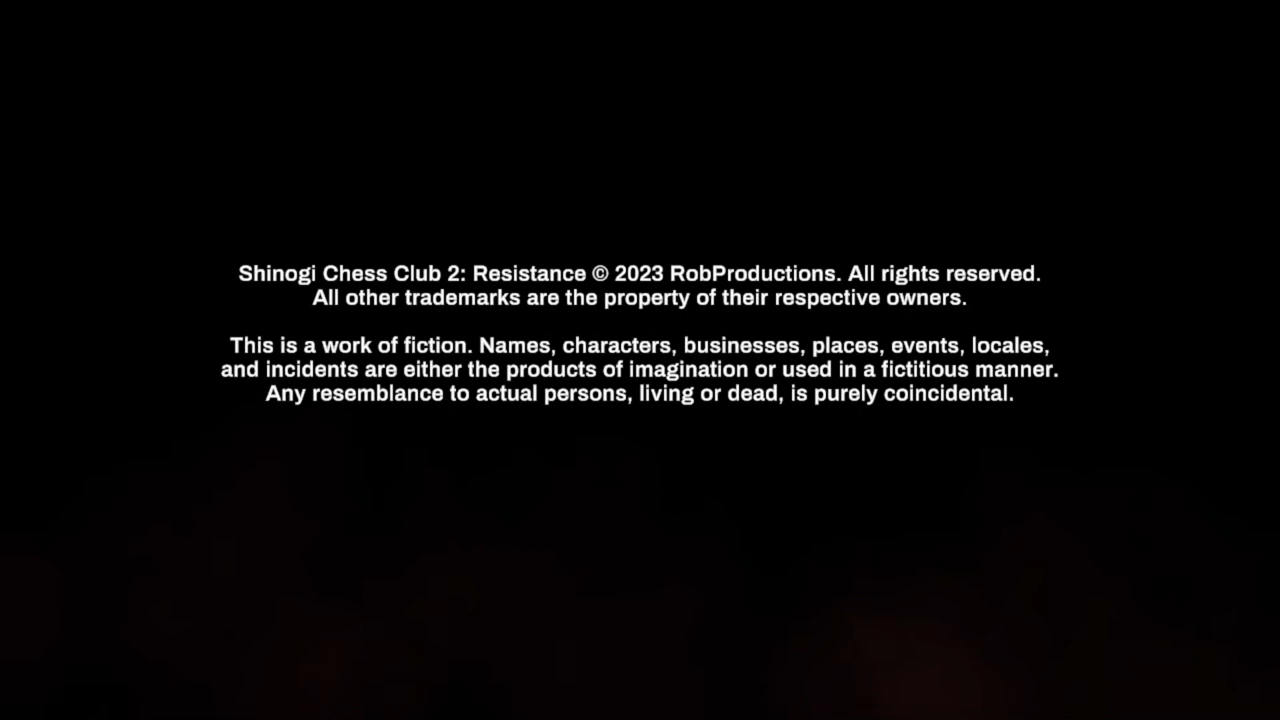 Shinogi Chess Club 2: Resistance © 2023 RobProductions. All rights reserved.
All other trademarks are the property of their respective owners.
This is a work of fiction. Names, characters, businesses, places, events, locales,
and incidents are either the products of imagination or used in a fictitious manner.
Any resemblance to actual persons, living or dead, is purely coincidental.